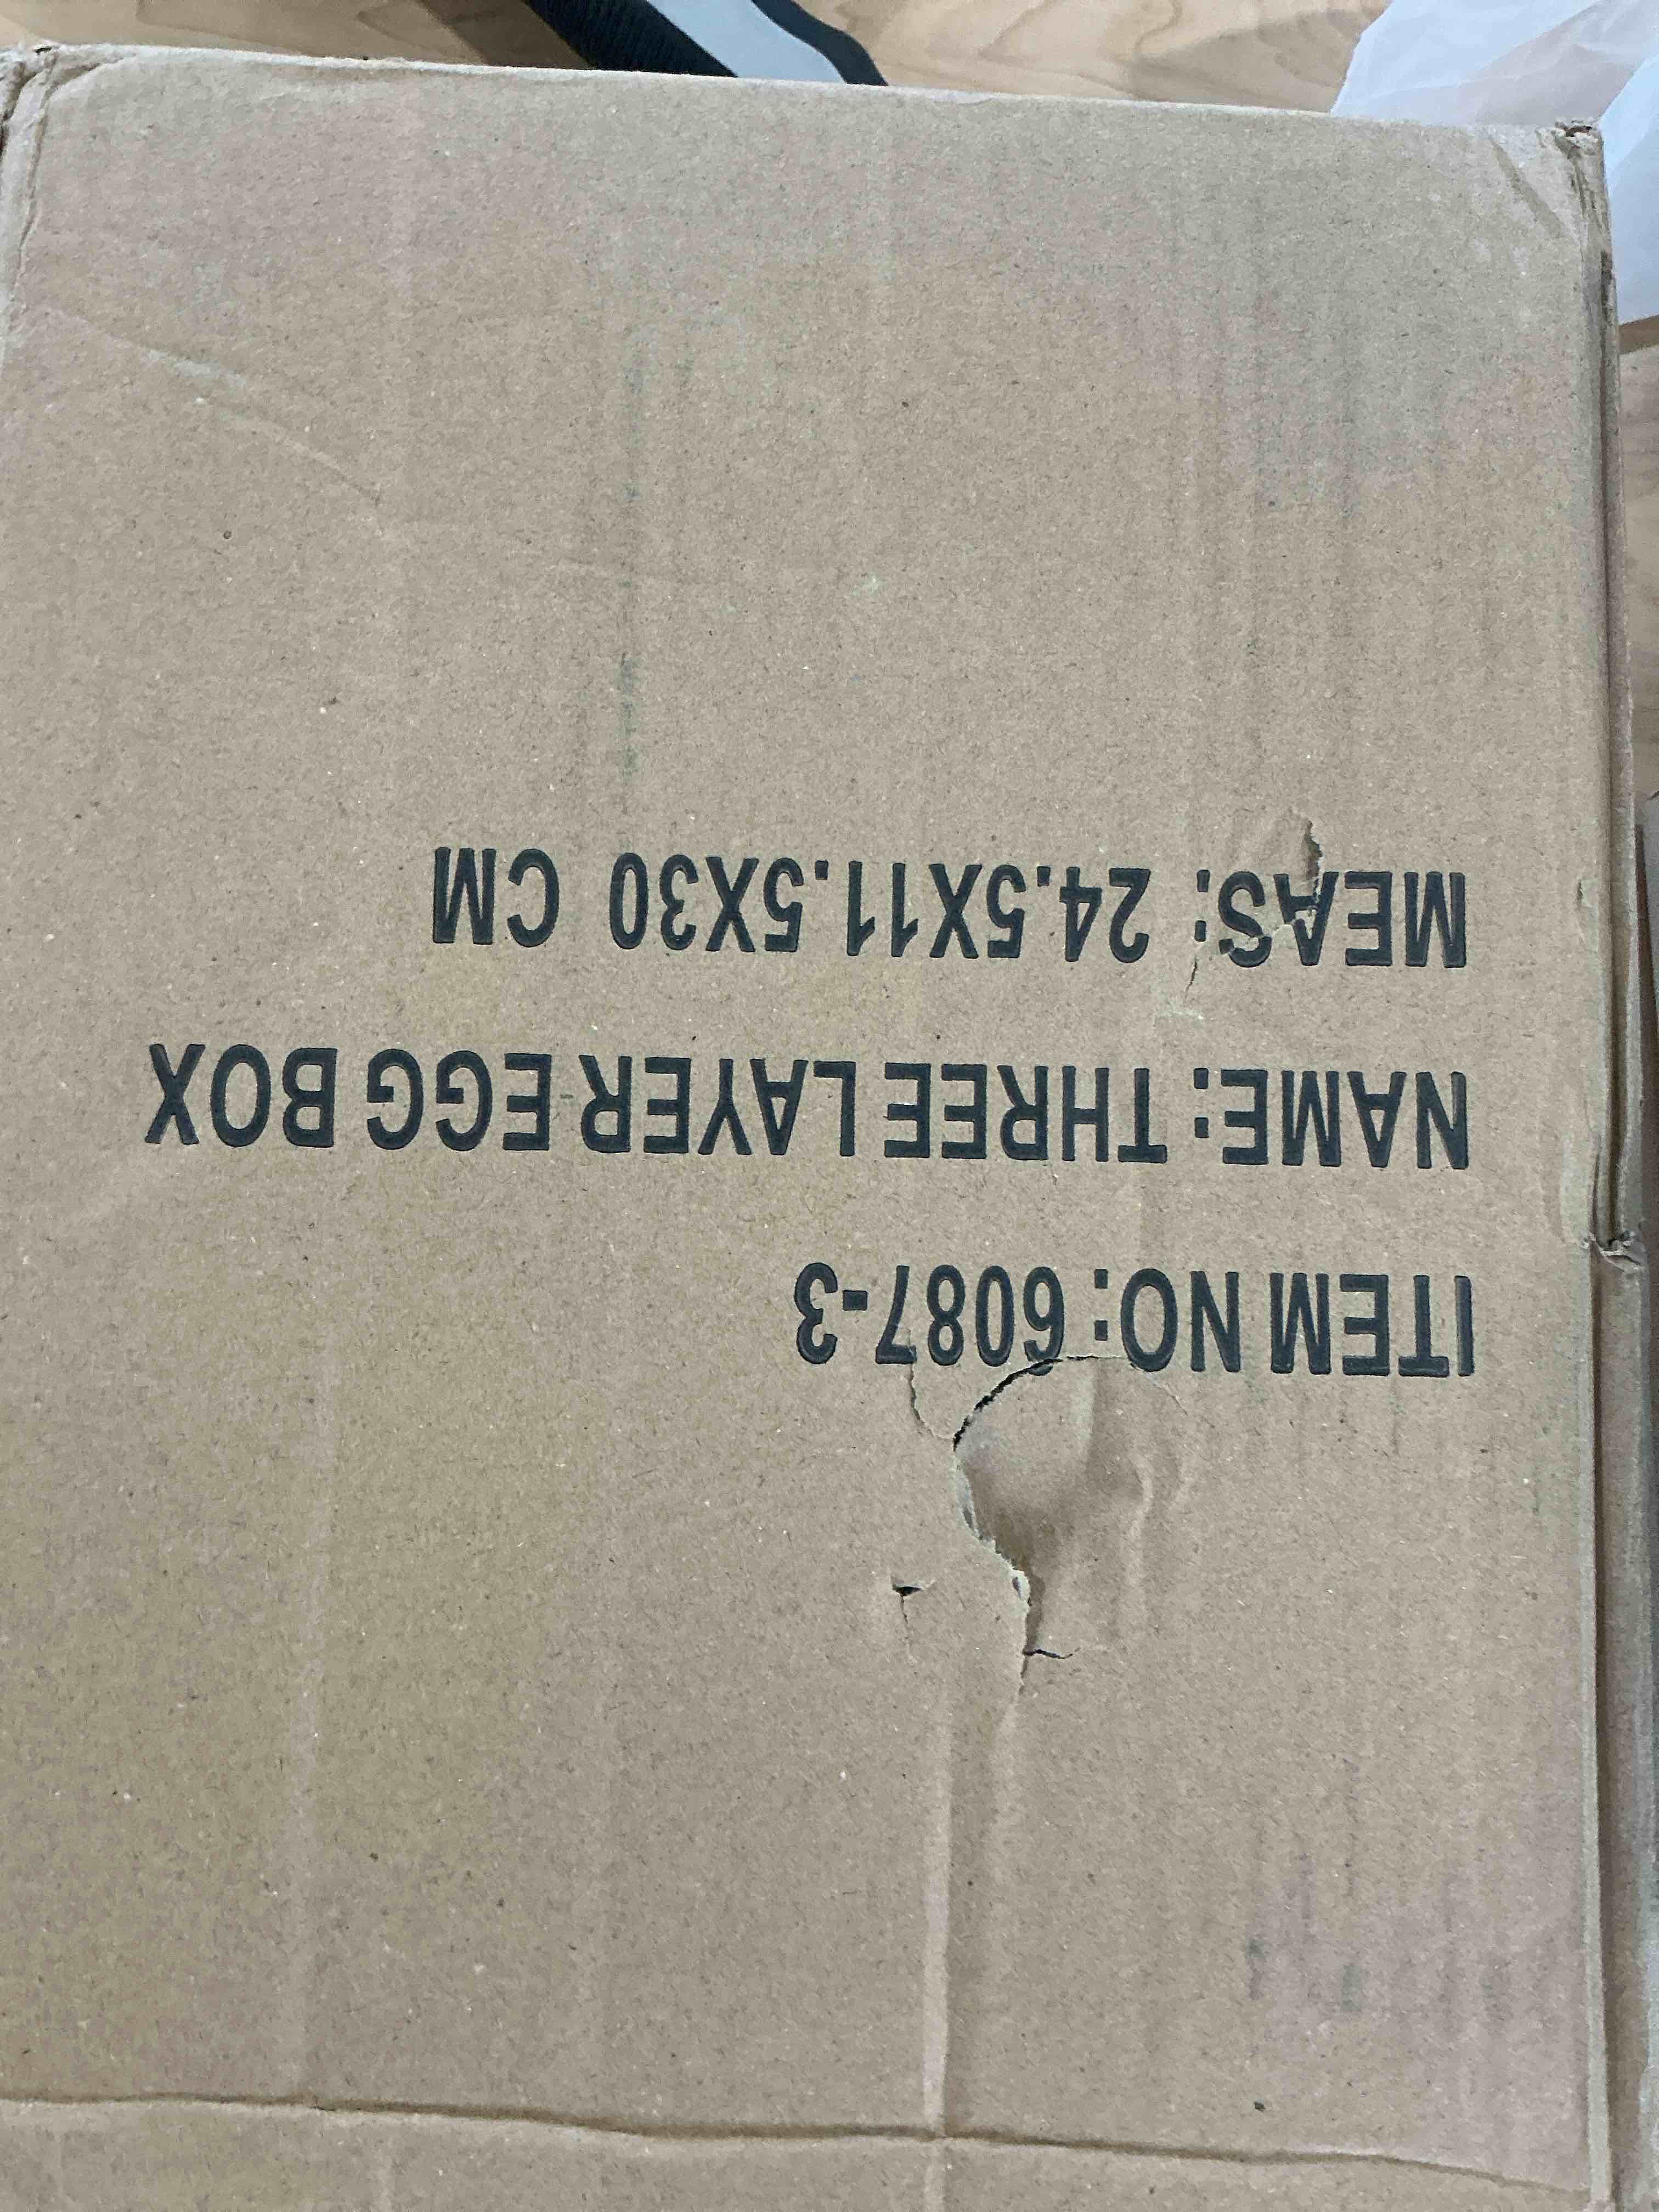 ITEM NO: 6087-3
NAME: THREE LAYER EGG BOX
MEAS: 24.5X11.5X30 CM